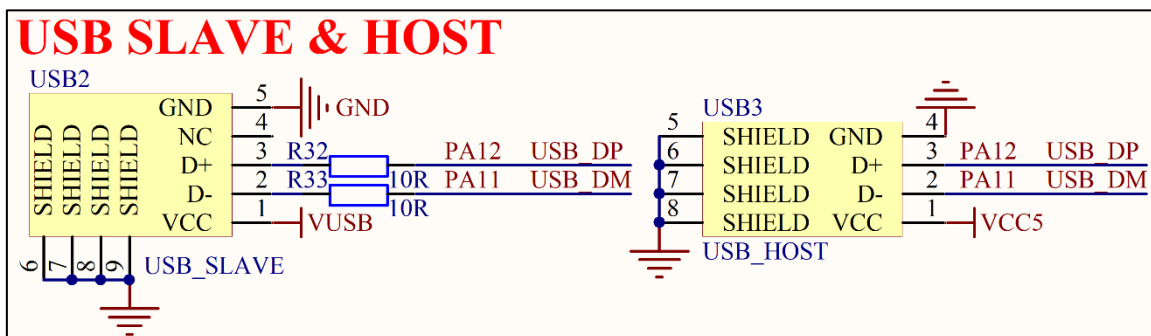 USB SLAVE & HOST
USB2
GND 5 GND
NC 4
D+ 3 R32 PA12 USB_DP
D- 2 R33 10R PA11 USB_DM
VCC 1 10R VUSB
SHIELD SHIELD SHIELD SHIELD
6 7 8 9
USB_SLAVE
USB3
5 SHIELD GND 4
6 SHIELD D+ 3 PA12 USB_DP
7 SHIELD D- 2 PA11 USB_DM
8 SHIELD VCC 1 VCC5
USB_HOST